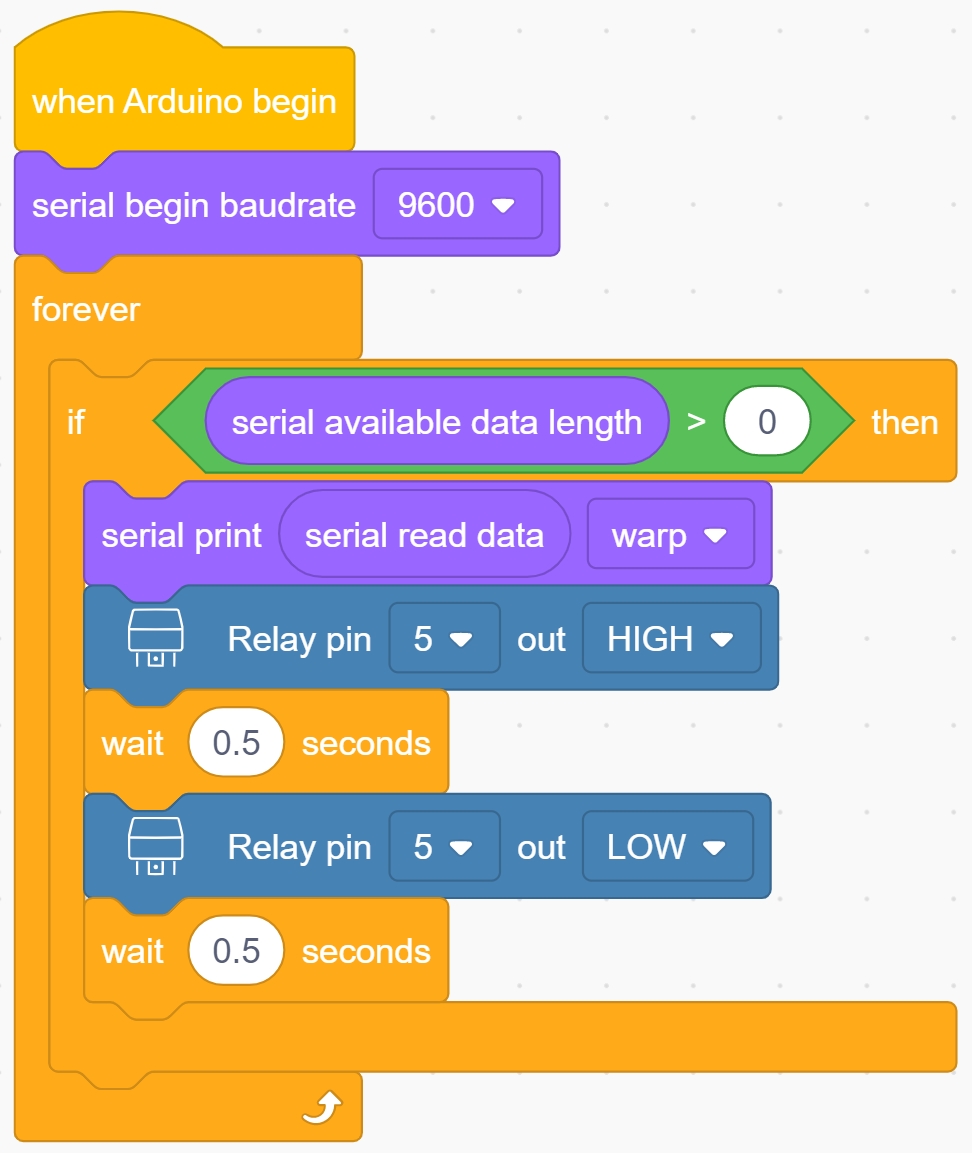 when Arduino begin
serial begin baudrate 9600
forever
if serial available data length > 0 then
serial print serial read data warp
Relay pin 5 out HIGH
wait 0.5 seconds
Relay pin 5 out LOW
wait 0.5 seconds